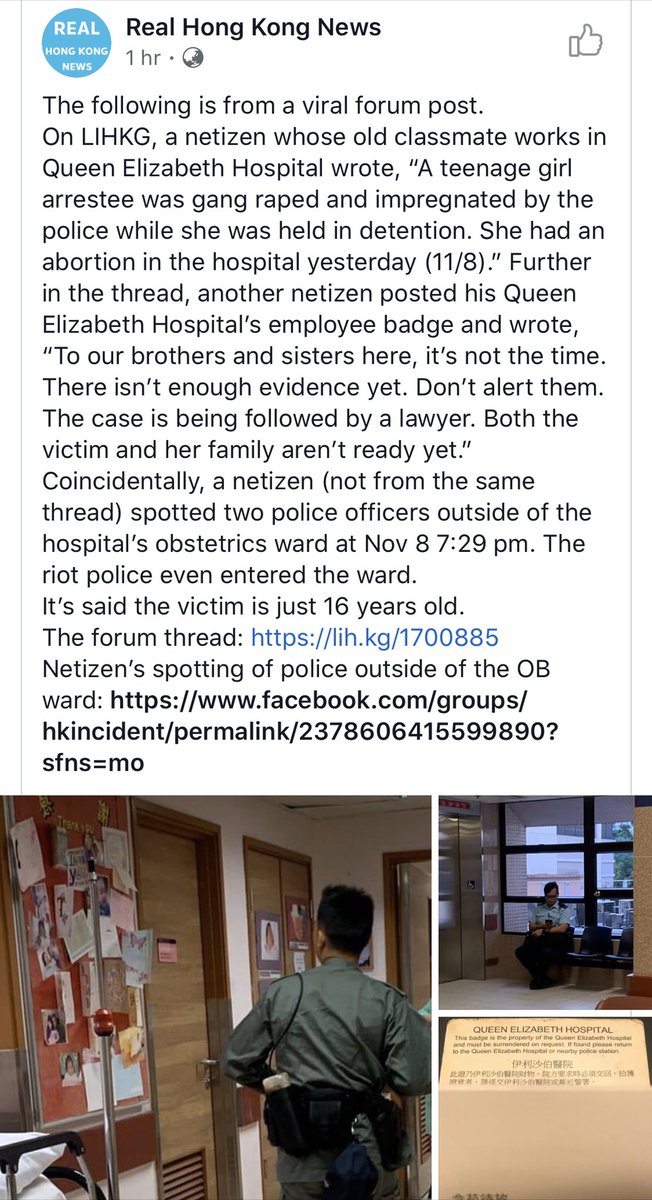 REAL
HONG KONG
NEWS
Real Hong Kong News
1 hr ·
The following is from a viral forum post.
On LIHKG, a netizen whose old classmate works in
Queen Elizabeth Hospital wrote, “A teenage girl
arrestee was gang raped and impregnated by the
police while she was held in detention. She had an
abortion in the hospital yesterday (11/8).” Further
in the thread, another netizen posted his Queen
Elizabeth Hospital’s employee badge and wrote,
“To our brothers and sisters here, it’s not the time.
There isn’t enough evidence yet. Don’t alert them.
The case is being followed by a lawyer. Both the
victim and her family aren’t ready yet.”
Coincidentally, a netizen (not from the same
thread) spotted two police officers outside of the
hospital’s obstetrics ward at Nov 8 7:29 pm. The
riot police even entered the ward.
It’s said the victim is just 16 years old.
The forum thread: https://lih.kg/1700885
Netizen’s spotting of police outside of the OB
ward: https://www.facebook.com/groups/
hkincident/permalink/2378606415599890?
sfns=mo
Thank you
QUEEN ELIZABETH HOSPITAL
This badge is the property of the Queen Elizabeth Hospital
and must be surrendered on request. If found please return
to the Queen Elizabeth Hospital or nearby police station.
伊利沙伯醫院
此證乃伊利沙伯醫院財物，院方要求時必須交回，拾獲
證章者，請逕交伊利沙伯醫院或鄰近警署。